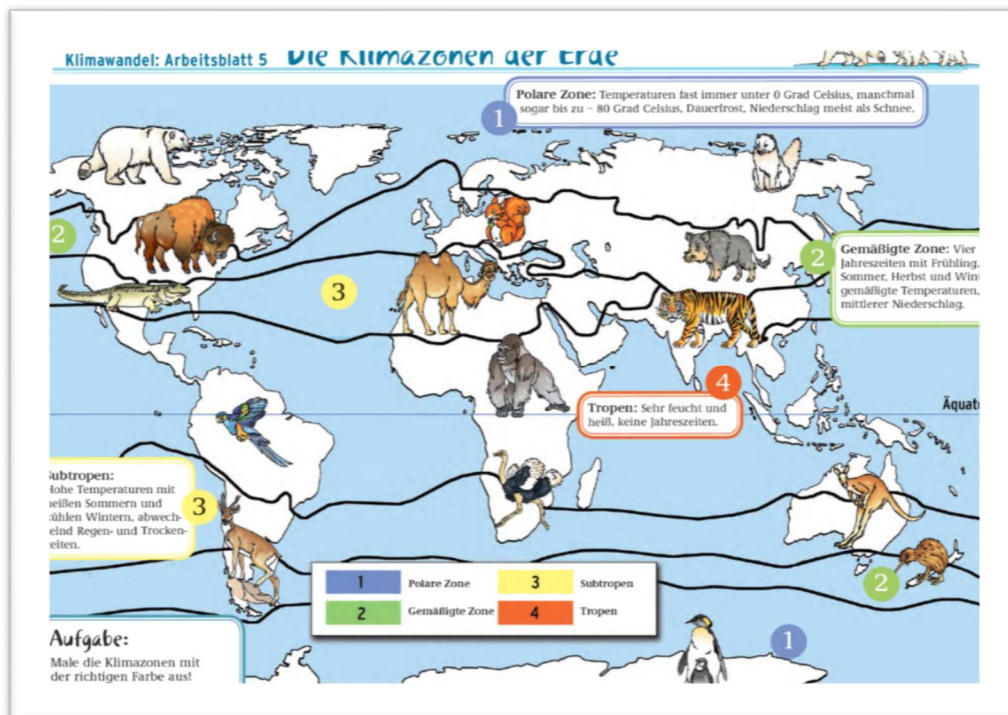 Klimawandel: Arbeitsblatt 5 Die Klimazonen der Erde
Polare Zone: Temperaturen fast immer unter 0 Grad Celsius, manchmal
sogar bis zu – 80 Grad Celsius, Dauerfrost, Niederschlag meist als Schnee.
1
2
2
Gemäßigte Zone: Vier
Jahreszeiten mit Frühling,
Sommer, Herbst und Wint
gemäßigte Temperaturen,
mittlerer Niederschlag.
3
4
Tropen: Sehr feucht und
heiß, keine Jahreszeiten.
Äquat
ubtropen:
Hohe Temperaturen mit
heißen Sommern und
kühlen Wintern, abwech-
elnd Regen- und Trocken-
eiten.
3
1 Polare Zone 3 Subtropen
2 Gemäßigte Zone 4 Tropen
2
1
Aufgabe:
Male die Klimazonen mit
der richtigen Farbe aus!